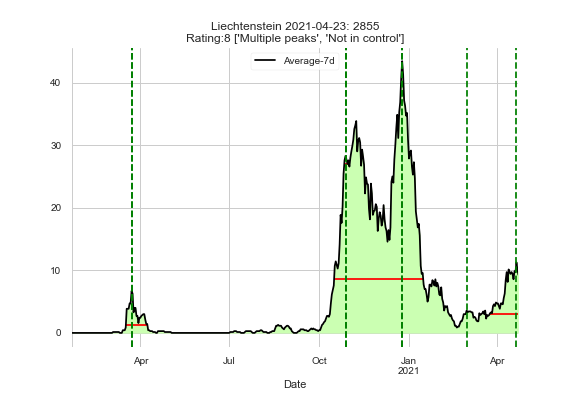 Liechtenstein 2021-04-23: 2855
Rating:8 ['Multiple peaks', 'Not in control']
Average-7d
40
30
20
10
0
Apr
Jul
Oct
Jan
2021
Apr
Date